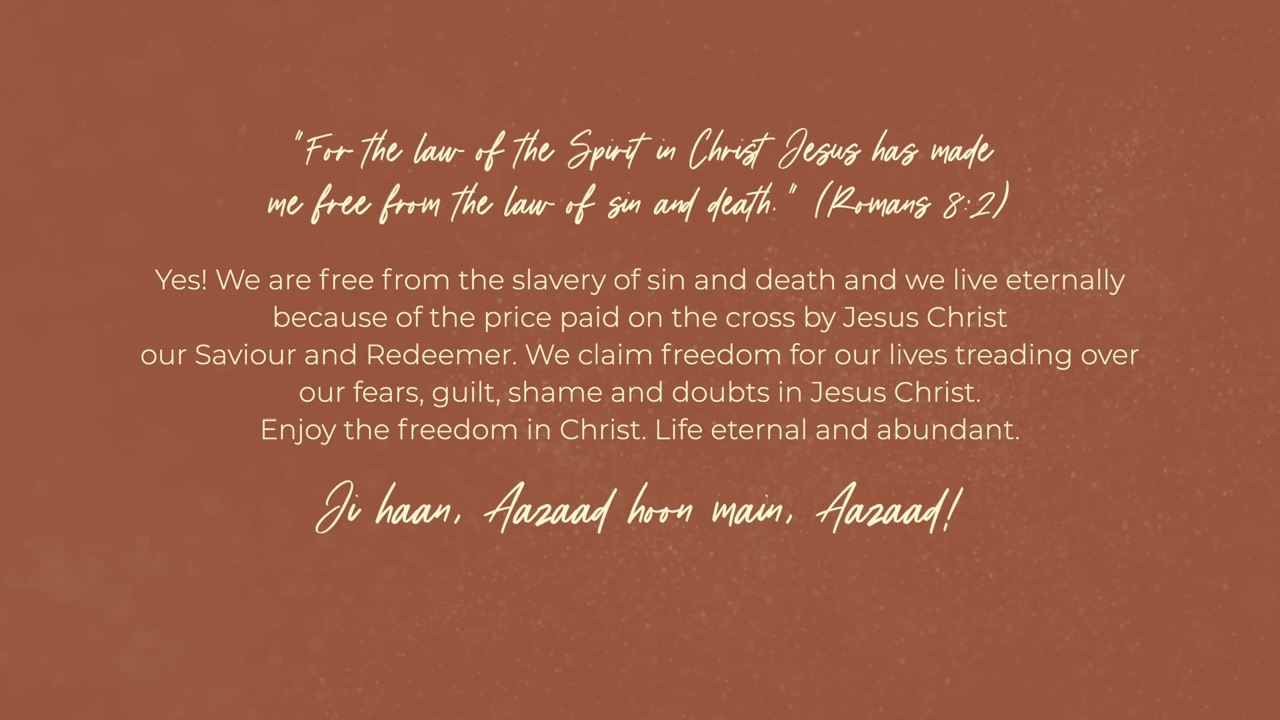 "For the law of the Spirit in Christ Jesus has made
me free from the law of sin and death." (Romans 8:2)
Yes! We are free from the slavery of sin and death and we live eternally
because of the price paid on the cross by Jesus Christ
our Saviour and Redeemer. We claim freedom for our lives treading over
our fears, guilt, shame and doubts in Jesus Christ.
Enjoy the freedom in Christ. Life eternal and abundant.
Ji haan, Aazaad hoon main, Aazaad!